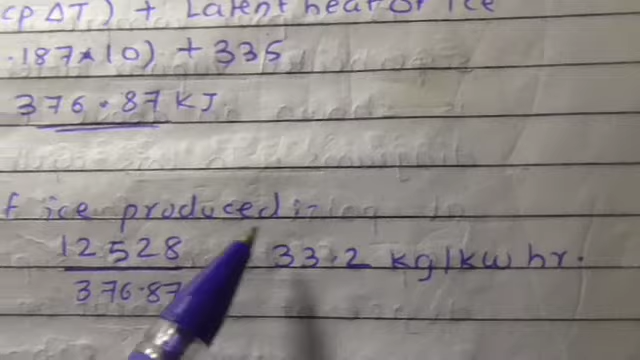 cp ΔT) + Latent heat of ice
.187*10) + 335
376.87 KJ
f ice produced in
12528
376.87
33.2 kg/kw hr.